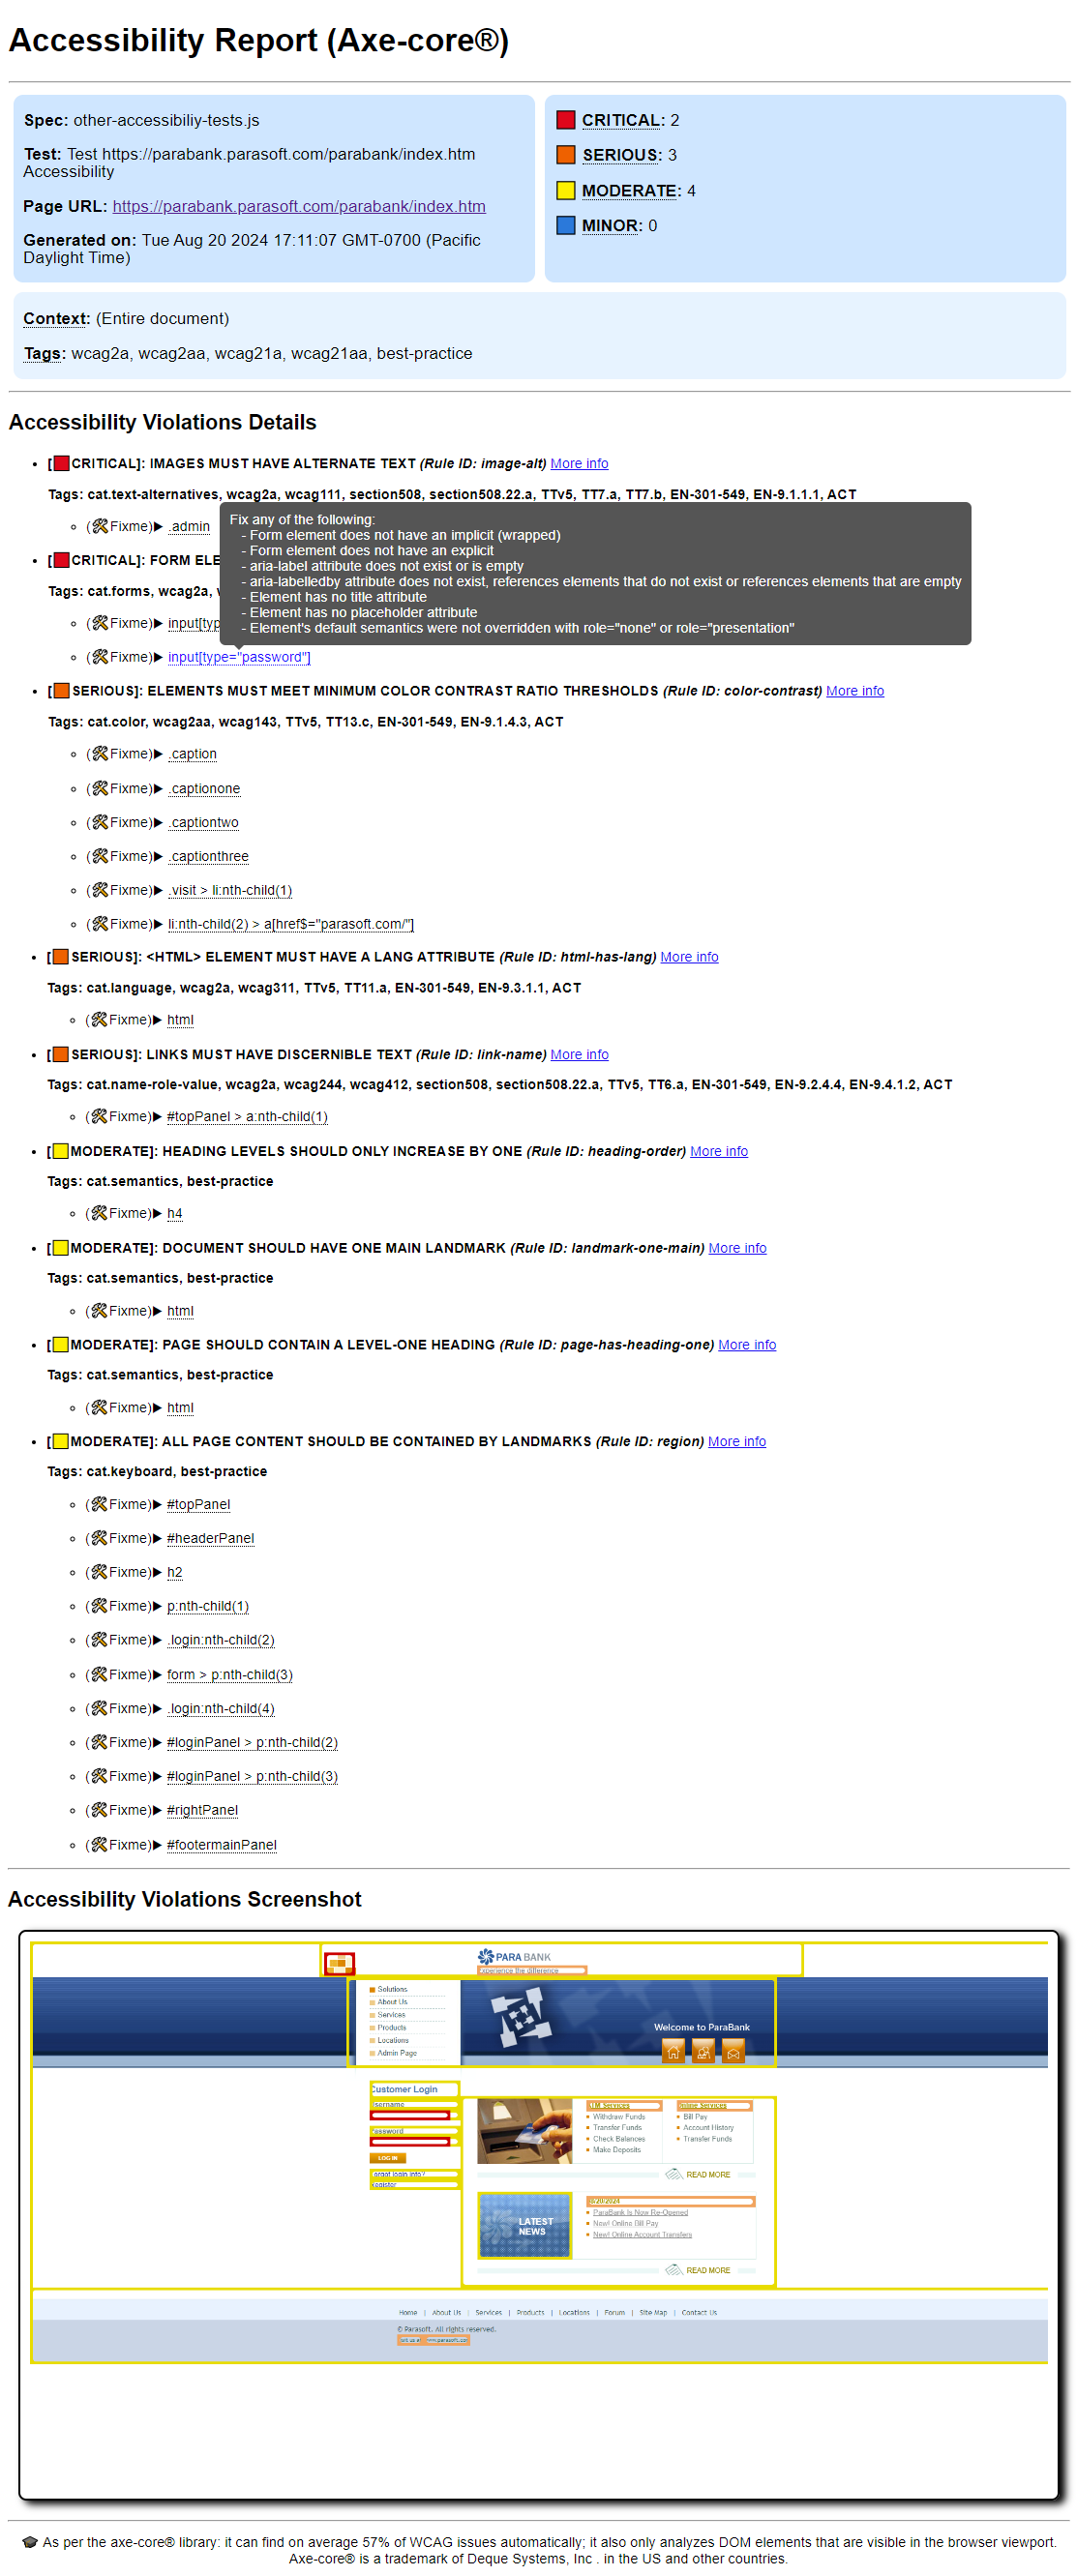 Accessibility Report (Axe-core®)
Spec: other-accessibiliy-tests.js
Test: Test https://parabank.parasoft.com/parabank/index.htm
Accessibility
Page URL: https://parabank.parasoft.com/parabank/index.htm
Generated on: Tue Aug 20 2024 17:11:07 GMT-0700 (Pacific
Daylight Time)
CRITICAL: 2
SERIOUS: 3
MODERATE: 4
MINOR: 0
Context: (Entire document)
Tags: wcag2a, wcag2aa, wcag21a, wcag21aa, best-practice
Accessibility Violations Details
[CRITICAL]: IMAGES MUST HAVE ALTERNATE TEXT (Rule ID: image-alt) More info
Tags: cat.text-alternatives, wcag2a, wcag111, section508, section508.22.a, TTv5, TT7.a, TT7.b, EN-301-549, EN-9.1.1.1, ACT
(Fixme)▶ .admin
Fix any of the following:
- Form element does not have an implicit (wrapped)
- Form element does not have an explicit
- aria-label attribute does not exist or is empty
- aria-labelledby attribute does not exist, references elements that do not exist or references elements that are empty
- Element has no title attribute
- Element has no placeholder attribute
- Element's default semantics were not overridden with role="none" or role="presentation"
[CRITICAL]: FORM ELE
Tags: cat.forms, wcag2a,
(Fixme)▶ input[typ
(Fixme)▶ input[type="password"]
[SERIOUS]: ELEMENTS MUST MEET MINIMUM COLOR CONTRAST RATIO THRESHOLDS (Rule ID: color-contrast) More info
Tags: cat.color, wcag2aa, wcag143, TTv5, TT13.c, EN-301-549, EN-9.1.4.3, ACT
(Fixme)▶ .caption
(Fixme)▶ .captionone
(Fixme)▶ .captiontwo
(Fixme)▶ .captionthree
(Fixme)▶ .visit > li:nth-child(1)
(Fixme)▶ li:nth-child(2) > a[href$="parasoft.com/"]
[SERIOUS]: <HTML> ELEMENT MUST HAVE A LANG ATTRIBUTE (Rule ID: html-has-lang) More info
Tags: cat.language, wcag2a, wcag311, TTv5, TT11.a, EN-301-549, EN-9.3.1.1, ACT
(Fixme)▶ html
[SERIOUS]: LINKS MUST HAVE DISCERNIBLE TEXT (Rule ID: link-name) More info
Tags: cat.name-role-value, wcag2a, wcag244, wcag412, section508, section508.22.a, TTv5, TT6.a, EN-301-549, EN-9.2.4.4, EN-9.4.1.2, ACT
(Fixme)▶ #topPanel > a:nth-child(1)
[MODERATE]: HEADING LEVELS SHOULD ONLY INCREASE BY ONE (Rule ID: heading-order) More info
Tags: cat.semantics, best-practice
(Fixme)▶ h4
[MODERATE]: DOCUMENT SHOULD HAVE ONE MAIN LANDMARK (Rule ID: landmark-one-main) More info
Tags: cat.semantics, best-practice
(Fixme)▶ html
[MODERATE]: PAGE SHOULD CONTAIN A LEVEL-ONE HEADING (Rule ID: page-has-heading-one) More info
Tags: cat.semantics, best-practice
(Fixme)▶ html
[MODERATE]: ALL PAGE CONTENT SHOULD BE CONTAINED BY LANDMARKS (Rule ID: region) More info
Tags: cat.keyboard, best-practice
(Fixme)▶ #topPanel
(Fixme)▶ #headerPanel
(Fixme)▶ h2
(Fixme)▶ p:nth-child(1)
(Fixme)▶ .login:nth-child(2)
(Fixme)▶ form > p:nth-child(3)
(Fixme)▶ .login:nth-child(4)
(Fixme)▶ #loginPanel > p:nth-child(2)
(Fixme)▶ #loginPanel > p:nth-child(3)
(Fixme)▶ #rightPanel
(Fixme)▶ #footermainPanel
Accessibility Violations Screenshot
PARA BANK
Experience the difference
Solutions
About Us
Services
Products
Locations
Admin Page
Welcome to ParaBank
Customer Login
Username
Password
LOG IN
Forgot login info?
Register
ATM Services
Withdraw Funds
Transfer Funds
Check Balances
Make Deposits
Online Services
Bill Pay
Account History
Transfer Funds
READ MORE
LATEST
NEWS
8/20/2024
ParaBank Is Now Re-Opened
New! Online Bill Pay
New! Online Account Transfers
READ MORE
Home | About Us | Services | Products | Locations | Forum | Site Map | Contact Us
© Parasoft. All rights reserved.
As per the axe-core® library: it can find on average 57% of WCAG issues automatically; it also only analyzes DOM elements that are visible in the browser viewport.
Axe-core® is a trademark of Deque Systems, Inc . in the US and other countries.